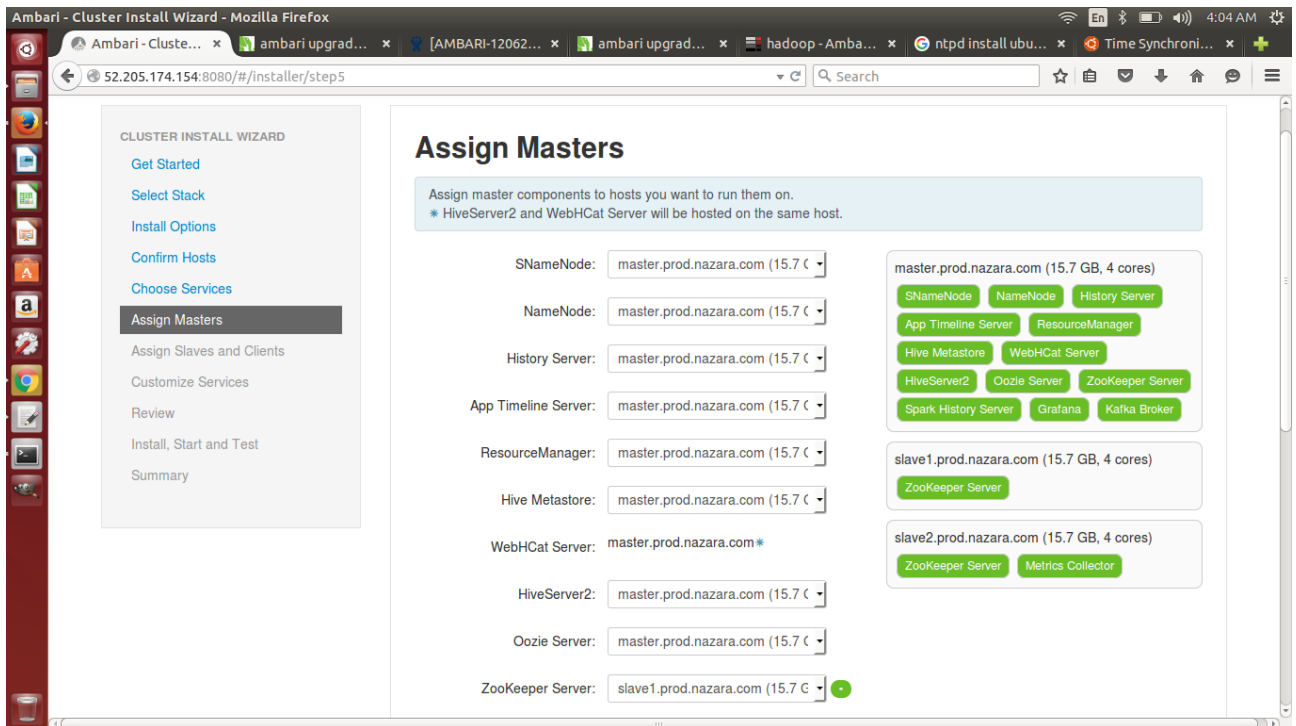 Ambari - Cluster Install Wizard - Mozilla Firefox
En
4:04 AM
Ambari - Cluste... ×
ambari upgrad... ×
[AMBARI-12062... ×
ambari upgrad... ×
hadoop - Amba... ×
ntpd install ubu... ×
Time Synchroni... ×
52.205.174.154:8080/#/installer/step5
Search
CLUSTER INSTALL WIZARD
Get Started
Select Stack
Install Options
Confirm Hosts
Choose Services
Assign Masters
Assign Slaves and Clients
Customize Services
Review
Install, Start and Test
Summary
Assign Masters
Assign master components to hosts you want to run them on.
* HiveServer2 and WebHCat Server will be hosted on the same host.
SNameNode: master.prod.nazara.com (15.7 G
NameNode: master.prod.nazara.com (15.7 G
History Server: master.prod.nazara.com (15.7 G
App Timeline Server: master.prod.nazara.com (15.7 G
ResourceManager: master.prod.nazara.com (15.7 G
Hive Metastore: master.prod.nazara.com (15.7 G
WebHCat Server: master.prod.nazara.com*
HiveServer2: master.prod.nazara.com (15.7 G
Oozie Server: master.prod.nazara.com (15.7 G
ZooKeeper Server: slave1.prod.nazara.com (15.7 G -
master.prod.nazara.com (15.7 GB, 4 cores)
SNameNode NameNode History Server
App Timeline Server ResourceManager
Hive Metastore WebHCat Server
HiveServer2 Oozie Server ZooKeeper Server
Spark History Server Grafana Kafka Broker
slave1.prod.nazara.com (15.7 GB, 4 cores)
ZooKeeper Server
slave2.prod.nazara.com (15.7 GB, 4 cores)
ZooKeeper Server Metrics Collector